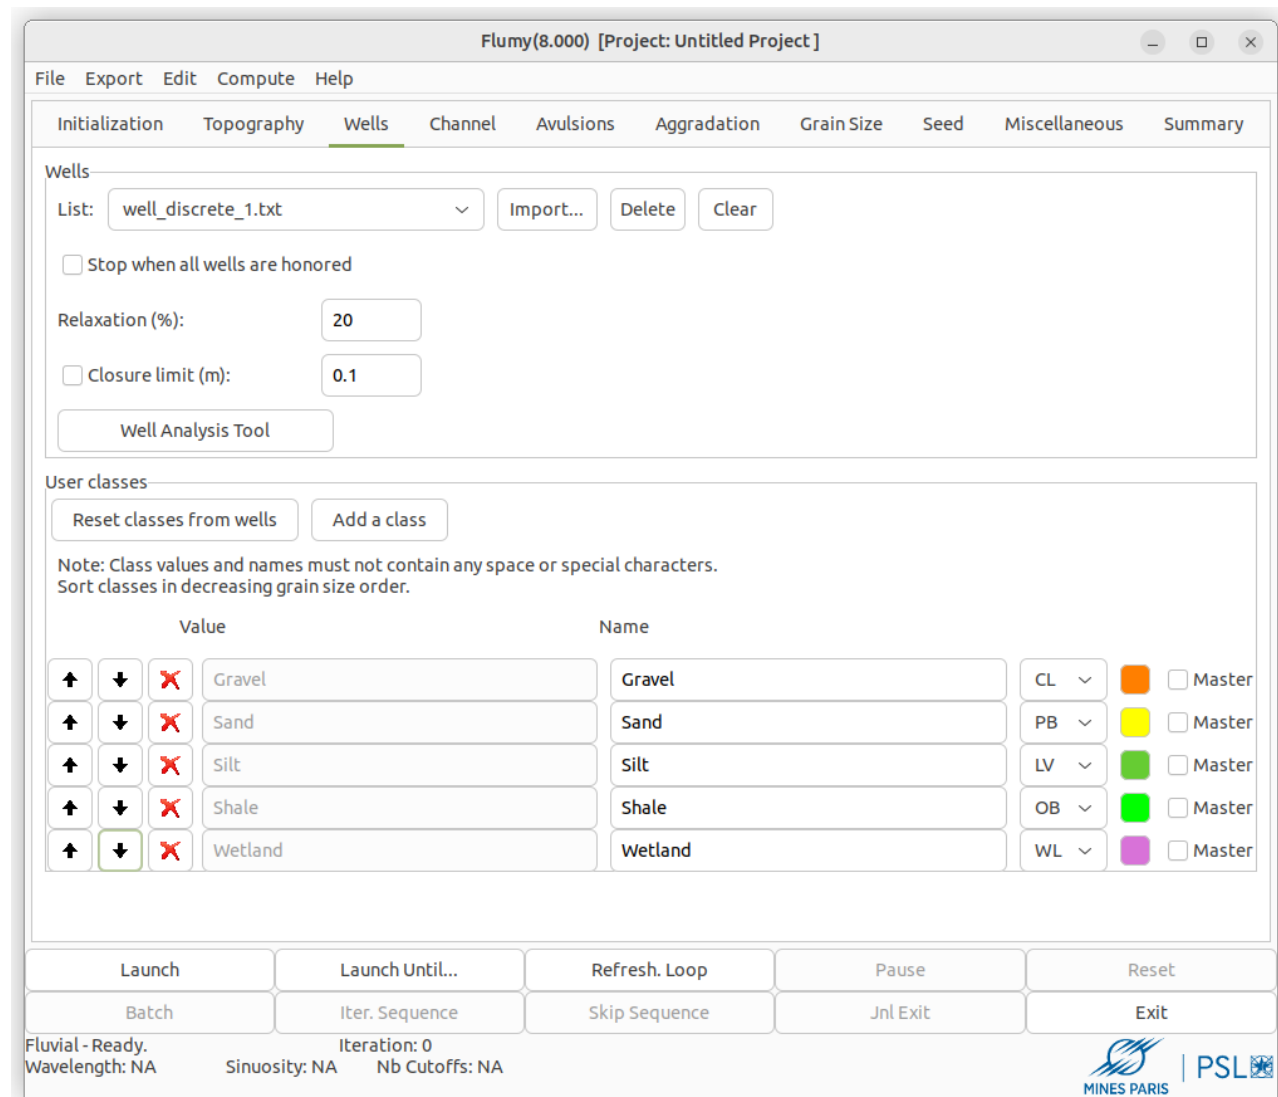 Flumy(8.000) [Project: Untitled Project ]
File Export Edit Compute Help
Initialization Topography Wells Channel Avulsions Aggradation Grain Size Seed Miscellaneous Summary
Wells
List: well_discrete_1.txt Import... Delete Clear
Stop when all wells are honored
Relaxation (%): 20
Closure limit (m): 0.1
Well Analysis Tool
User classes
Reset classes from wells Add a class
Note: Class values and names must not contain any space or special characters.
Sort classes in decreasing grain size order.
Value Name
Gravel Gravel CL Master
Sand Sand PB Master
Silt Silt LV Master
Shale Shale OB Master
Wetland Wetland WL Master
Launch Launch Until... Refresh. Loop Pause Reset
Batch Iter. Sequence Skip Sequence Jnl Exit Exit
Fluvial - Ready. Iteration: 0
Wavelength: NA Sinuosity: NA Nb Cutoffs: NA
MINES PARIS | PSL